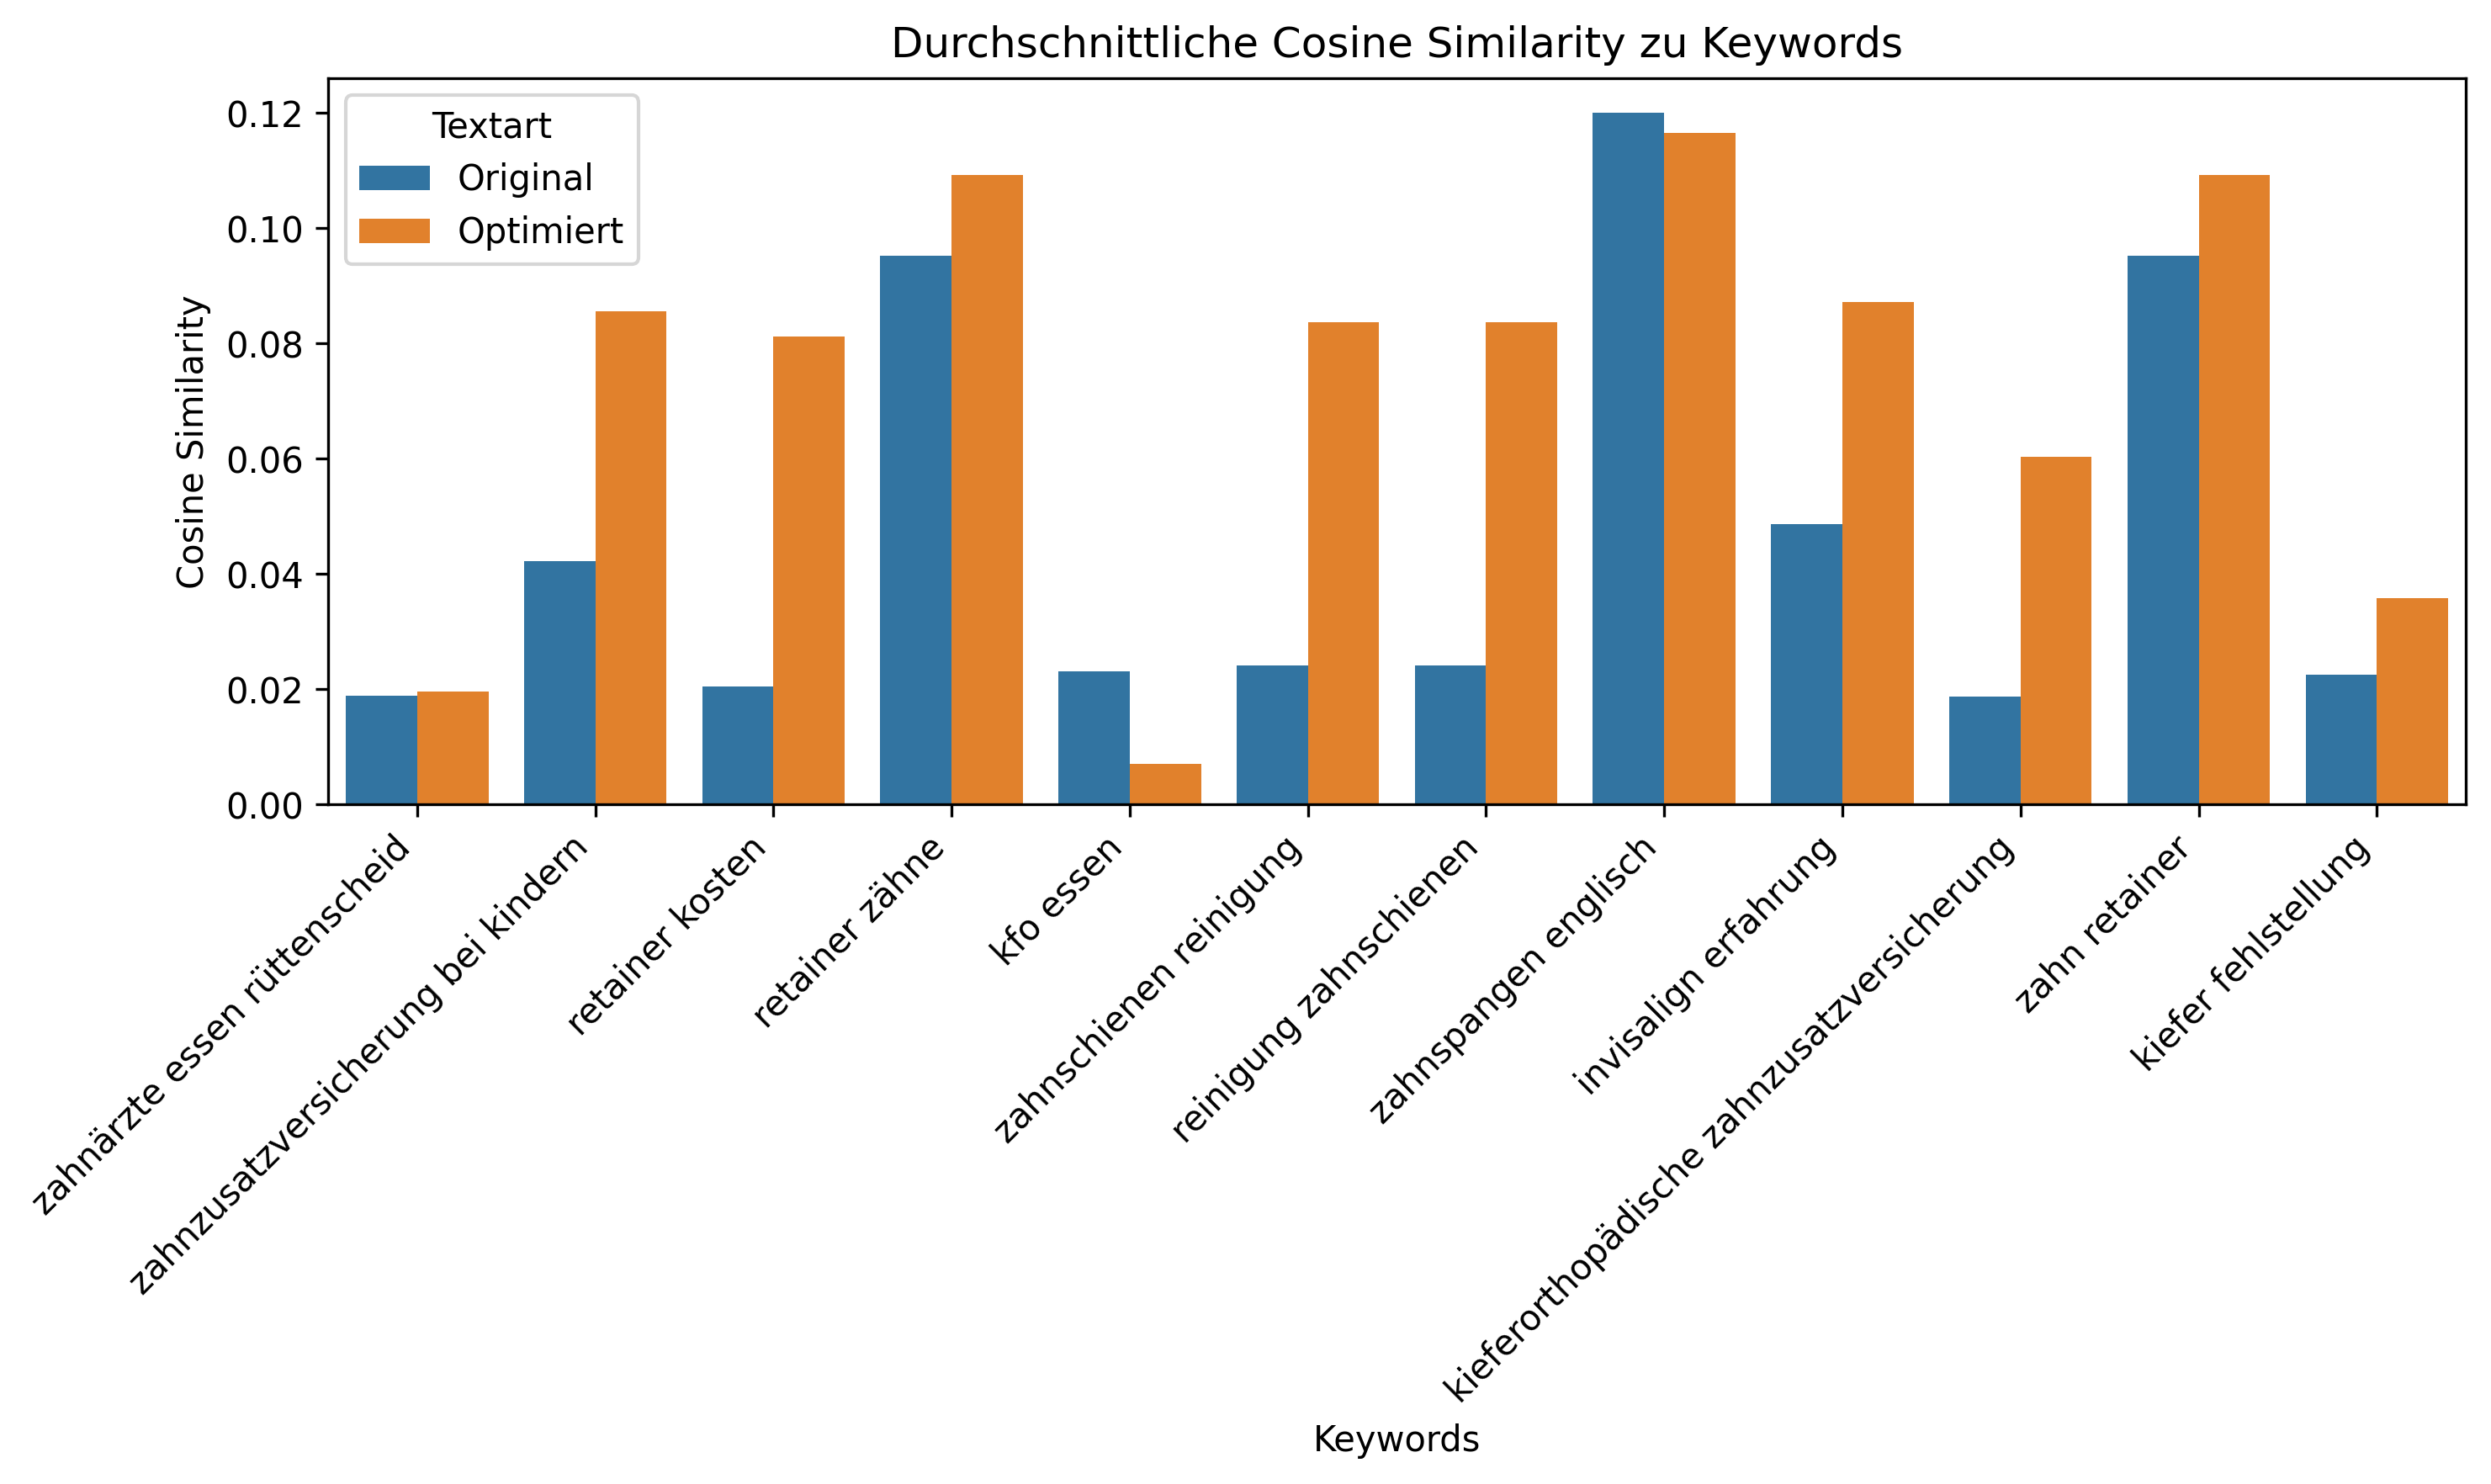 Durchschnittliche Cosine Similarity zu Keywords
Textart
Original
Optimiert
Cosine Similarity
0.12
0.10
0.08
0.06
0.04
0.02
0.00
zahnärzte essen rüttenscheid
zahnzusatzversicherung bei kindern
retainer kosten
retainer zähne
kfo essen
zahnschienen reinigung
reinigung zahnschienen
zahnspangen englisch
invisalign erfahrung
kieferorthopädische zahnzusatzversicherung
zahn retainer
kiefer fehlstellung
Keywords